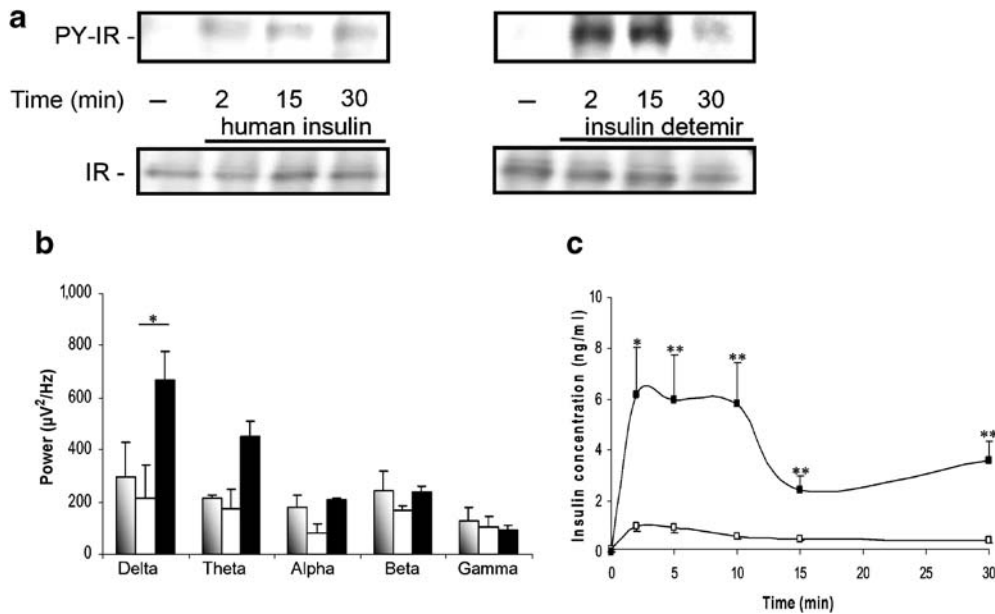 a
PY-IR -
Time (min) – 2 15 30 – 2 15 30
human insulin insulin detemir
IR -
b
1,000
800
600
400
200
0
Power (µV²/Hz)
*
Delta Theta Alpha Beta Gamma
c
10
8
6
4
2
0
Insulin concentration (ng/ml)
* ** ** ** **
0 5 10 15 20 25 30
Time (min)